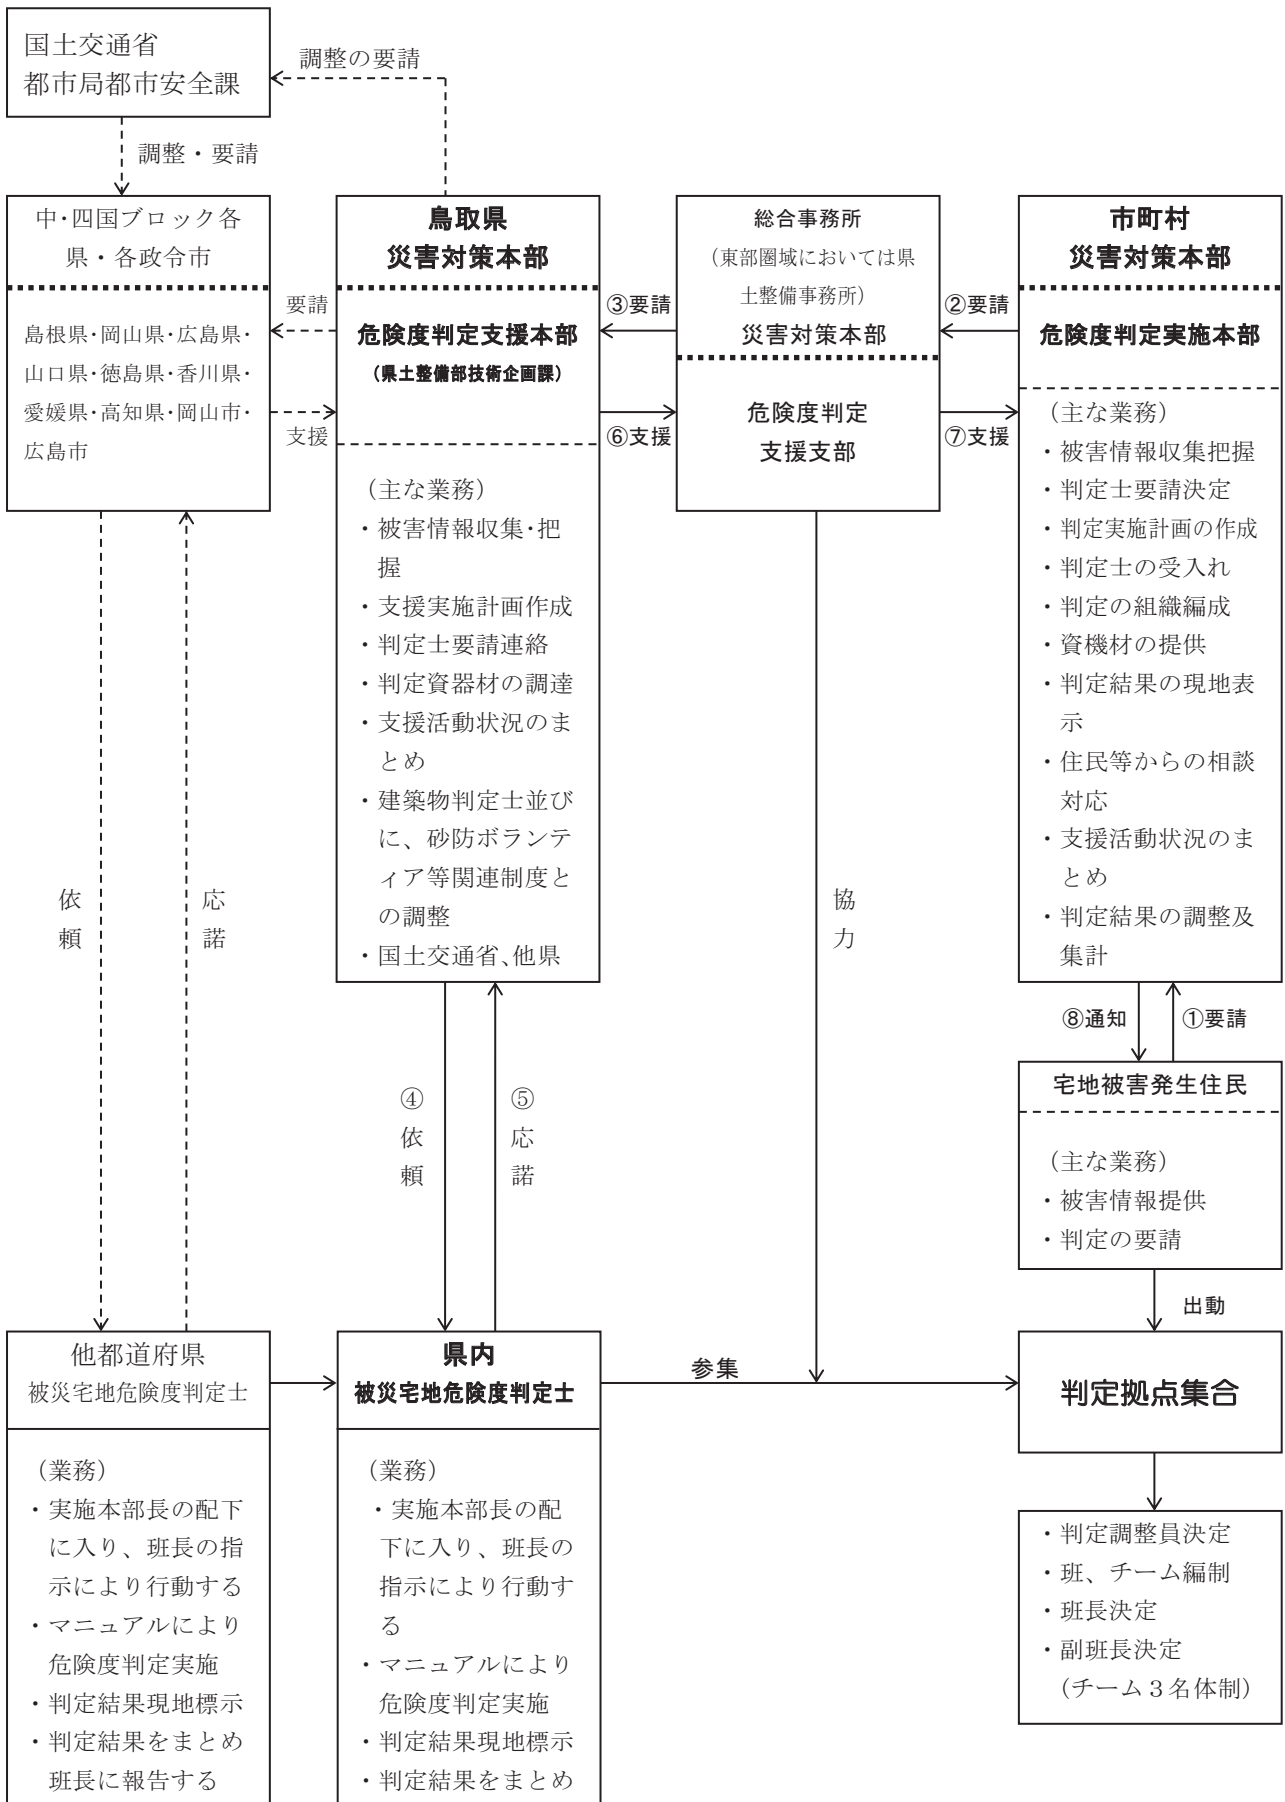 国土交通省
都市局都市安全課
調整の要請
調整・要請
中・四国ブロック各
県・各政令市
島根県・岡山県・広島県・
山口県・徳島県・香川県・
愛媛県・高知県・岡山市・
広島市
要請
支援
鳥取県
災害対策本部
危険度判定支援本部
(県土整備部技術企画課)
(主な業務)
・被害情報収集・把
握
・支援実施計画作成
・判定士要請連絡
・判定資器材の調達
・支援活動状況のま
とめ
・建築物判定士並び
に、砂防ボランテ
ィア等関連制度と
の調整
・国土交通省、他県
③要請
⑥支援
総合事務所
(東部圏域においては県
土整備事務所)
災害対策本部
危険度判定
支援支部
②要請
⑦支援
市町村
災害対策本部
危険度判定実施本部
(主な業務)
・被害情報収集把握
・判定士要請決定
・判定実施計画の作成
・判定士の受入れ
・判定の組織編成
・資機材の提供
・判定結果の現地表
示
・住民等からの相談
対応
・支援活動状況のま
とめ
・判定結果の調整及
集計
依頼
応諾
協力
⑧通知
①要請
④依頼
⑤応諾
宅地被害発生住民
(主な業務)
・被害情報提供
・判定の要請
出動
他都道府県
被災宅地危険度判定士
(業務)
・実施本部長の配下
に入り、班長の指
示により行動する
・マニュアルにより
危険度判定実施
・判定結果現地標示
・判定結果をまとめ
班長に報告する
県内
被災宅地危険度判定士
(業務)
・実施本部長の配
下に入り、班長の
指示により行動す
る
・マニュアルにより
危険度判定実施
・判定結果現地標示
・判定結果をまとめ
参集
判定拠点集合
・判定調整員決定
・班、チーム編制
・班長決定
・副班長決定
(チーム3名体制)